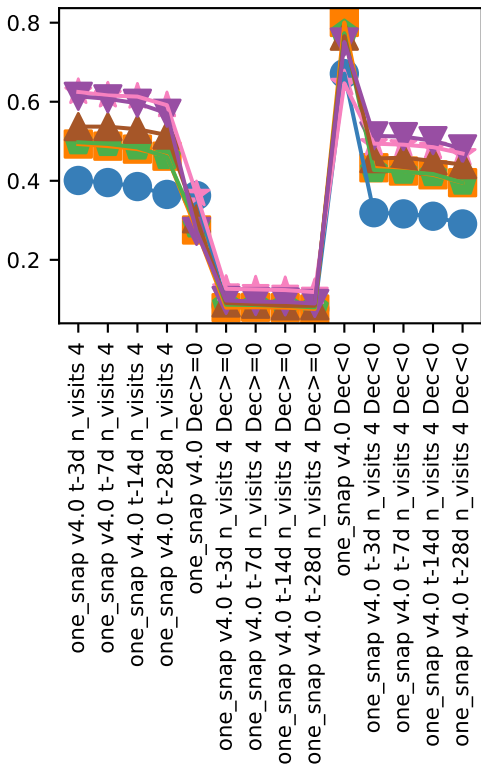 0.8
0.6
0.4
0.2
one_snap v4.0 t-3d n_visits 4
one_snap v4.0 t-7d n_visits 4
one_snap v4.0 t-14d n_visits 4
one_snap v4.0 t-28d n_visits 4
one_snap v4.0 Dec>=0
one_snap v4.0 t-3d n_visits 4 Dec>=0
one_snap v4.0 t-7d n_visits 4 Dec>=0
one_snap v4.0 t-14d n_visits 4 Dec>=0
one_snap v4.0 t-28d n_visits 4 Dec>=0
one_snap v4.0 Dec<0
one_snap v4.0 t-3d n_visits 4 Dec<0
one_snap v4.0 t-7d n_visits 4 Dec<0
one_snap v4.0 t-14d n_visits 4 Dec<0
one_snap v4.0 t-28d n_visits 4 Dec<0